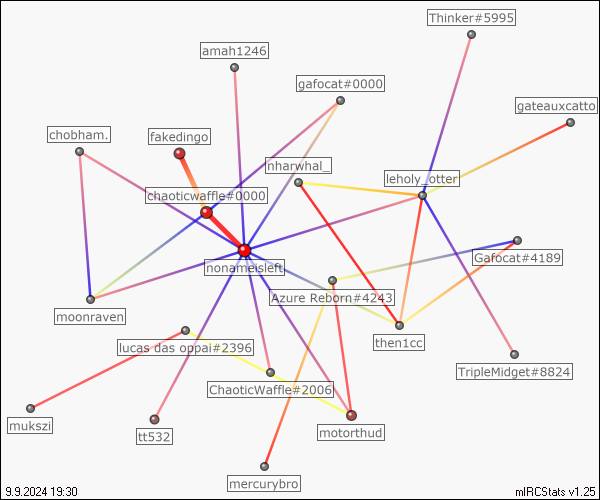 Thinker#5995
amah1246
gafocat#0000
gateauxcatto
chobham.
fakedingo
nharwhal_
leholy_otter
chaoticwaffle#0000
Gafocat#4189
nonameisleft
Azure Reborn#4243
moonraven
then1cc
lucas das oppai#2396
TripleMidget#8824
ChaoticWaffle#2006
mukszi
motorthud
tt532
mercurybro
9.9.2024 19:30
mIRCStats v1.25